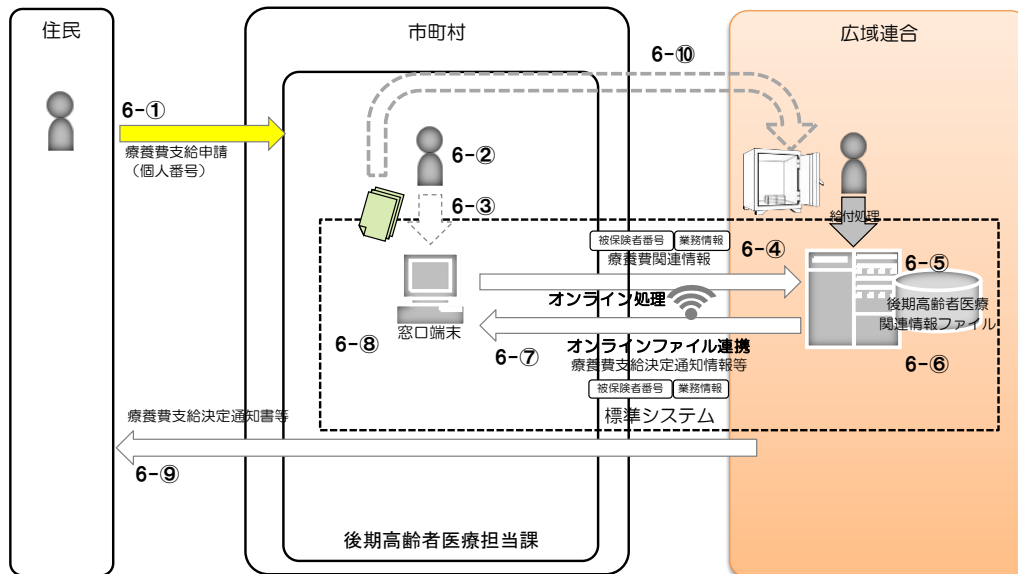 住民
市町村
広域連合
6-⑩
6-①
療養費支給申請
（個人番号）
6-②
6-③
給付処理
被保険者番号 業務情報
療養費関連情報
6-④
6-⑤
オンライン処理
後期高齢者医療
関連情報ファイル
窓口端末
6-⑧
6-⑦
オンラインファイル連携
療養費支給決定通知情報等
6-⑥
被保険者番号 業務情報
標準システム
療養費支給決定通知書等
6-⑨
後期高齢者医療担当課